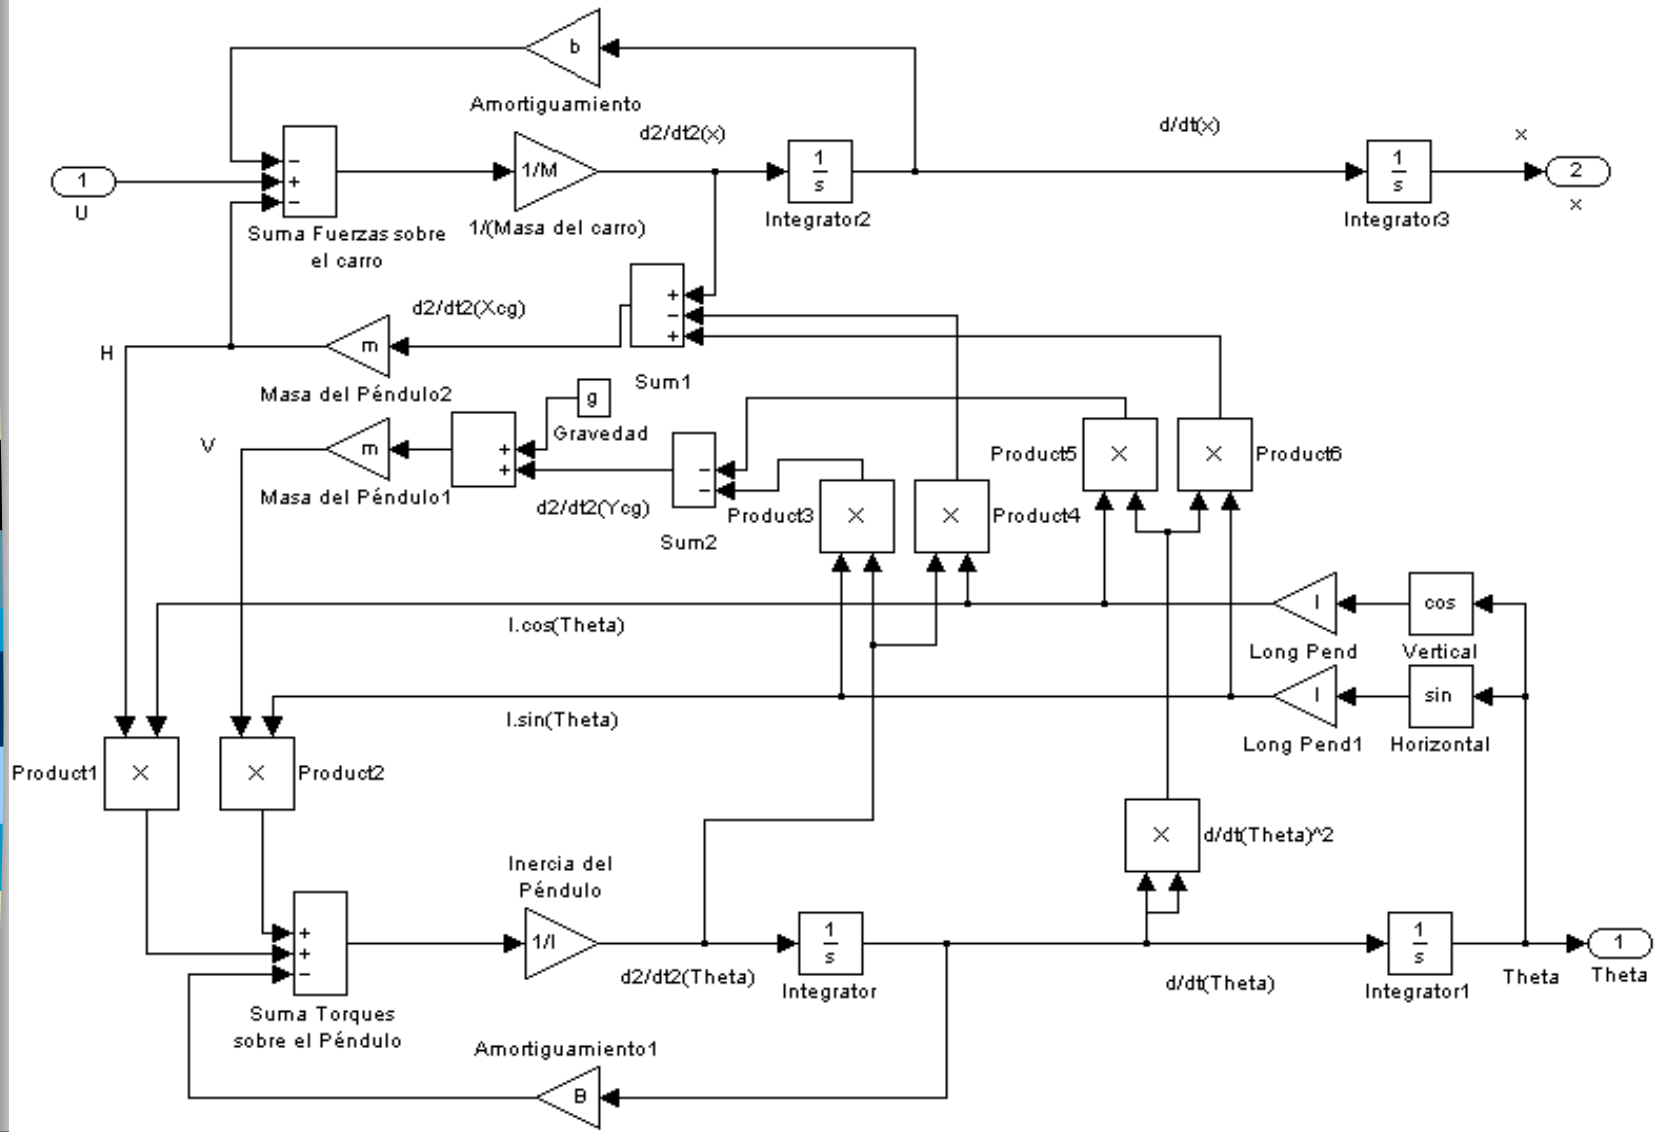 b
Amortiguamiento
d2/dt2(x)
d/dt(x)
x
1
U
−
+
−
Suma Fuerzas sobre
el carro
1/M
1/(Masa del carro)
1
s
Integrator2
1
s
Integrator3
2
x
d2/dt2(Xcg)
+
−
+
Sum1
H
m
Masa del Péndulo2
g
Gravedad
V
m
Masa del Péndulo1
+
+
d2/dt2(Ycg)
−
−
Sum2
Product5
×
×
Product6
Product3
×
×
Product4
l.cos(Theta)
l
Long Pend
cos
Vertical
l.sin(Theta)
l
Long Pend1
sin
Horizontal
Product1
×
×
Product2
×
d/dt(Theta)^2
Inercia del
Péndulo
+
+
−
Suma Torques
sobre el Péndulo
1/I
d2/dt2(Theta)
1
s
Integrator
d/dt(Theta)
1
s
Integrator1
Theta
1
Theta
Amortiguamiento1
B